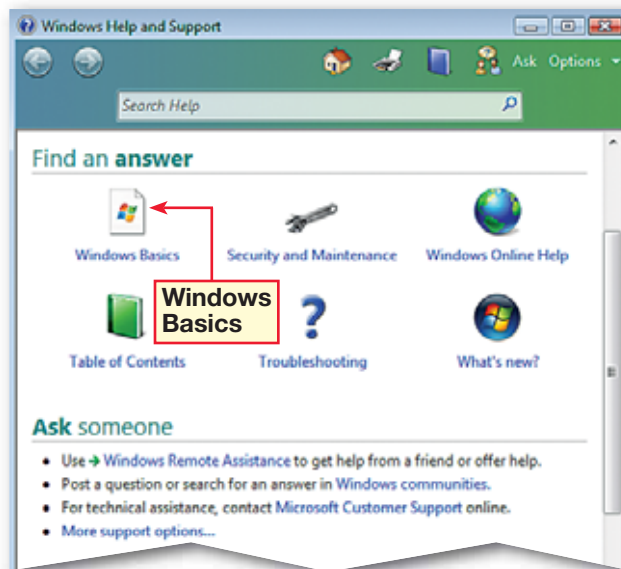 Windows Help and Support
Ask Options
Search Help
Find an answer
Windows Basics
Security and Maintenance
Windows Online Help
Windows
Basics
Table of Contents
Troubleshooting
What's new?
Ask someone
• Use → Windows Remote Assistance to get help from a friend or offer help.
• Post a question or search for an answer in Windows communities.
• For technical assistance, contact Microsoft Customer Support online.
• More support options...